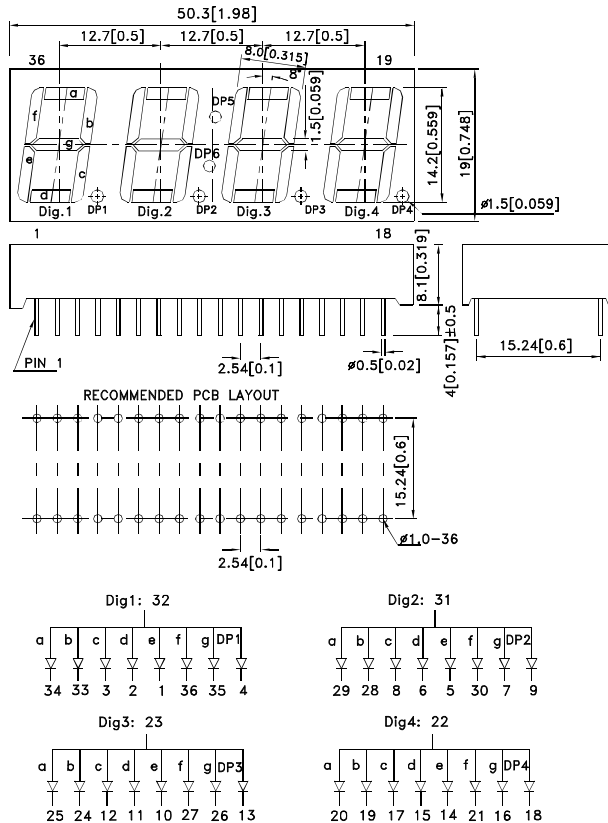 50.3[1.98]
12.7[0.5] 12.7[0.5] 12.7[0.5]
8.0[0.315]
8°
36 19
a
b
c
d
e
f
g
DP5
DP6
1.5[0.059]
14.2[0.559]
19[0.748]
Dig.1 DP1 Dig.2 DP2 Dig.3 DP3 Dig.4 DP4
ø1.5[0.059]
1 18
8.1[0.319]
PIN 1
2.54[0.1]
ø0.5[0.02]
4[0.157]±0.5
15.24[0.6]
RECOMMENDED PCB LAYOUT
15.24[0.6]
ø1.0-36
2.54[0.1]
Dig1: 32
a b c d e f g DP1
34 33 3 2 1 36 35 4
Dig2: 31
a b c d e f g DP2
29 28 8 6 5 30 7 9
Dig3: 23
a b c d e f g DP3
25 24 12 11 10 27 26 13
Dig4: 22
a b c d e f g DP4
20 19 17 15 14 21 16 18